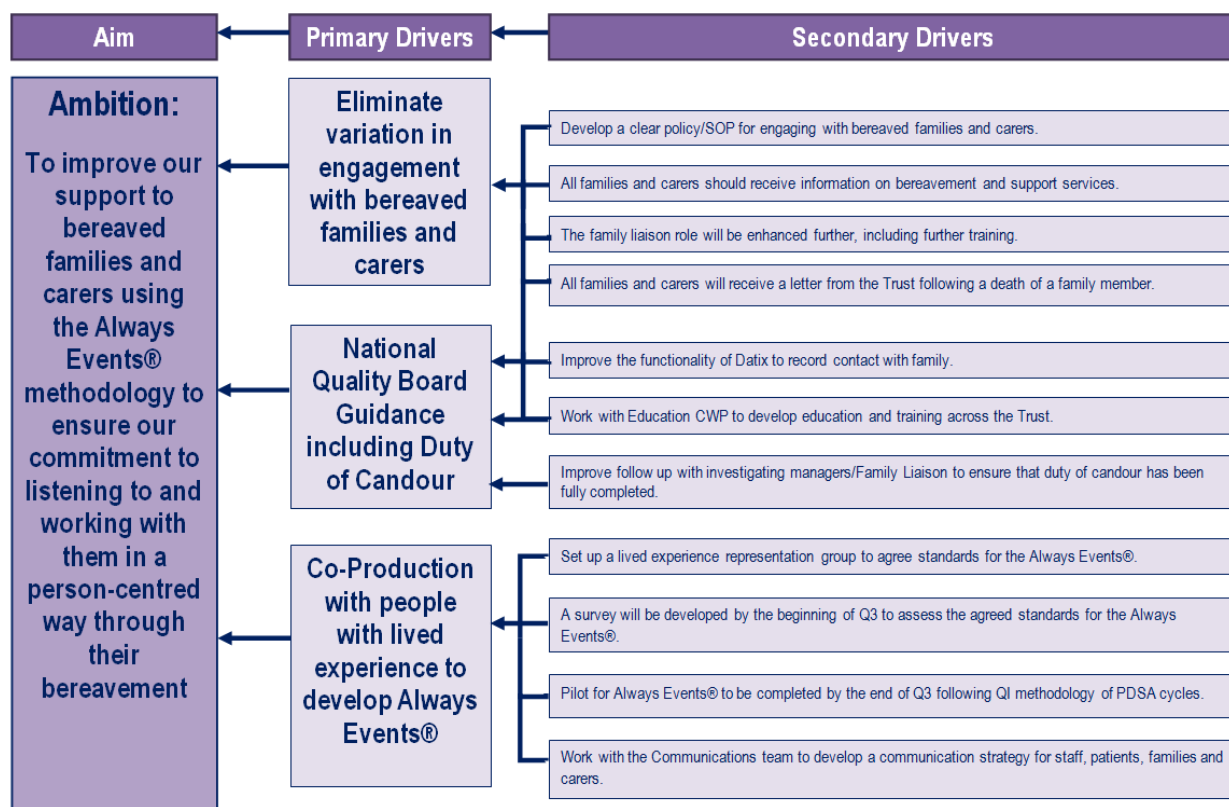 Aim
Primary Drivers
Secondary Drivers
Ambition:
To improve our
support to
bereaved
families and
carers using
the Always
Events®
methodology to
ensure our
commitment to
listening to and
working with
them in a
person-centred
way through
their
bereavement
Eliminate
variation in
engagement
with bereaved
families and
carers
National
Quality Board
Guidance
including Duty
of Candour
Co-Production
with people
with lived
experience to
develop Always
Events®
Develop a clear policy/SOP for engaging with bereaved families and carers.
All families and carers should receive information on bereavement and support services.
The family liaison role will be enhanced further, including further training.
All families and carers will receive a letter from the Trust following a death of a family member.
Improve the functionality of Datix to record contact with family.
Work with Education CWP to develop education and training across the Trust.
Improve follow up with investigating managers/Family Liaison to ensure that duty of candour has been
fully completed.
Set up a lived experience representation group to agree standards for the Always Events®.
A survey will be developed by the beginning of Q3 to assess the agreed standards for the Always
Events®.
Pilot for Always Events® to be completed by the end of Q3 following QI methodology of PDSA cycles.
Work with the Communications team to develop a communication strategy for staff, patients, families and
carers.